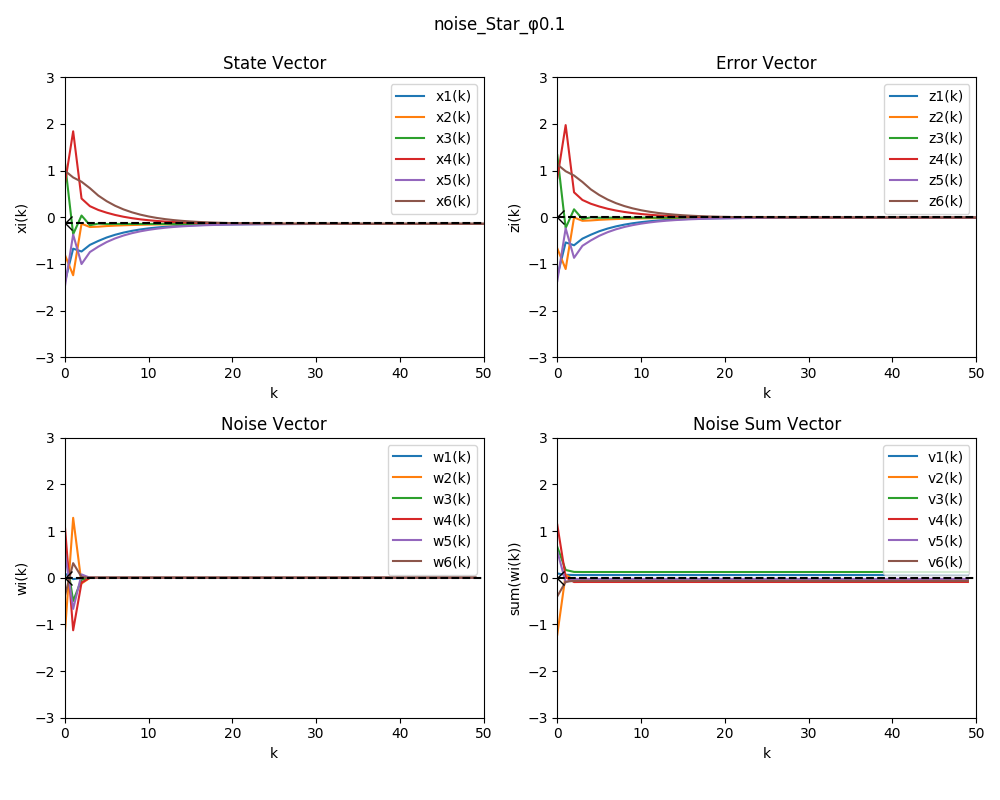 noise_Star_φ0.1
State Vector
3
2
1
0
−1
−2
−3
xi(k)
x1(k)
x2(k)
x3(k)
x4(k)
x5(k)
x6(k)
0 10 20 30 40 50
k
Error Vector
3
2
1
0
−1
−2
−3
zi(k)
z1(k)
z2(k)
z3(k)
z4(k)
z5(k)
z6(k)
0 10 20 30 40 50
k
Noise Vector
3
2
1
0
−1
−2
−3
wi(k)
w1(k)
w2(k)
w3(k)
w4(k)
w5(k)
w6(k)
0 10 20 30 40 50
k
Noise Sum Vector
3
2
1
0
−1
−2
−3
sum(wi(k))
v1(k)
v2(k)
v3(k)
v4(k)
v5(k)
v6(k)
0 10 20 30 40 50
k